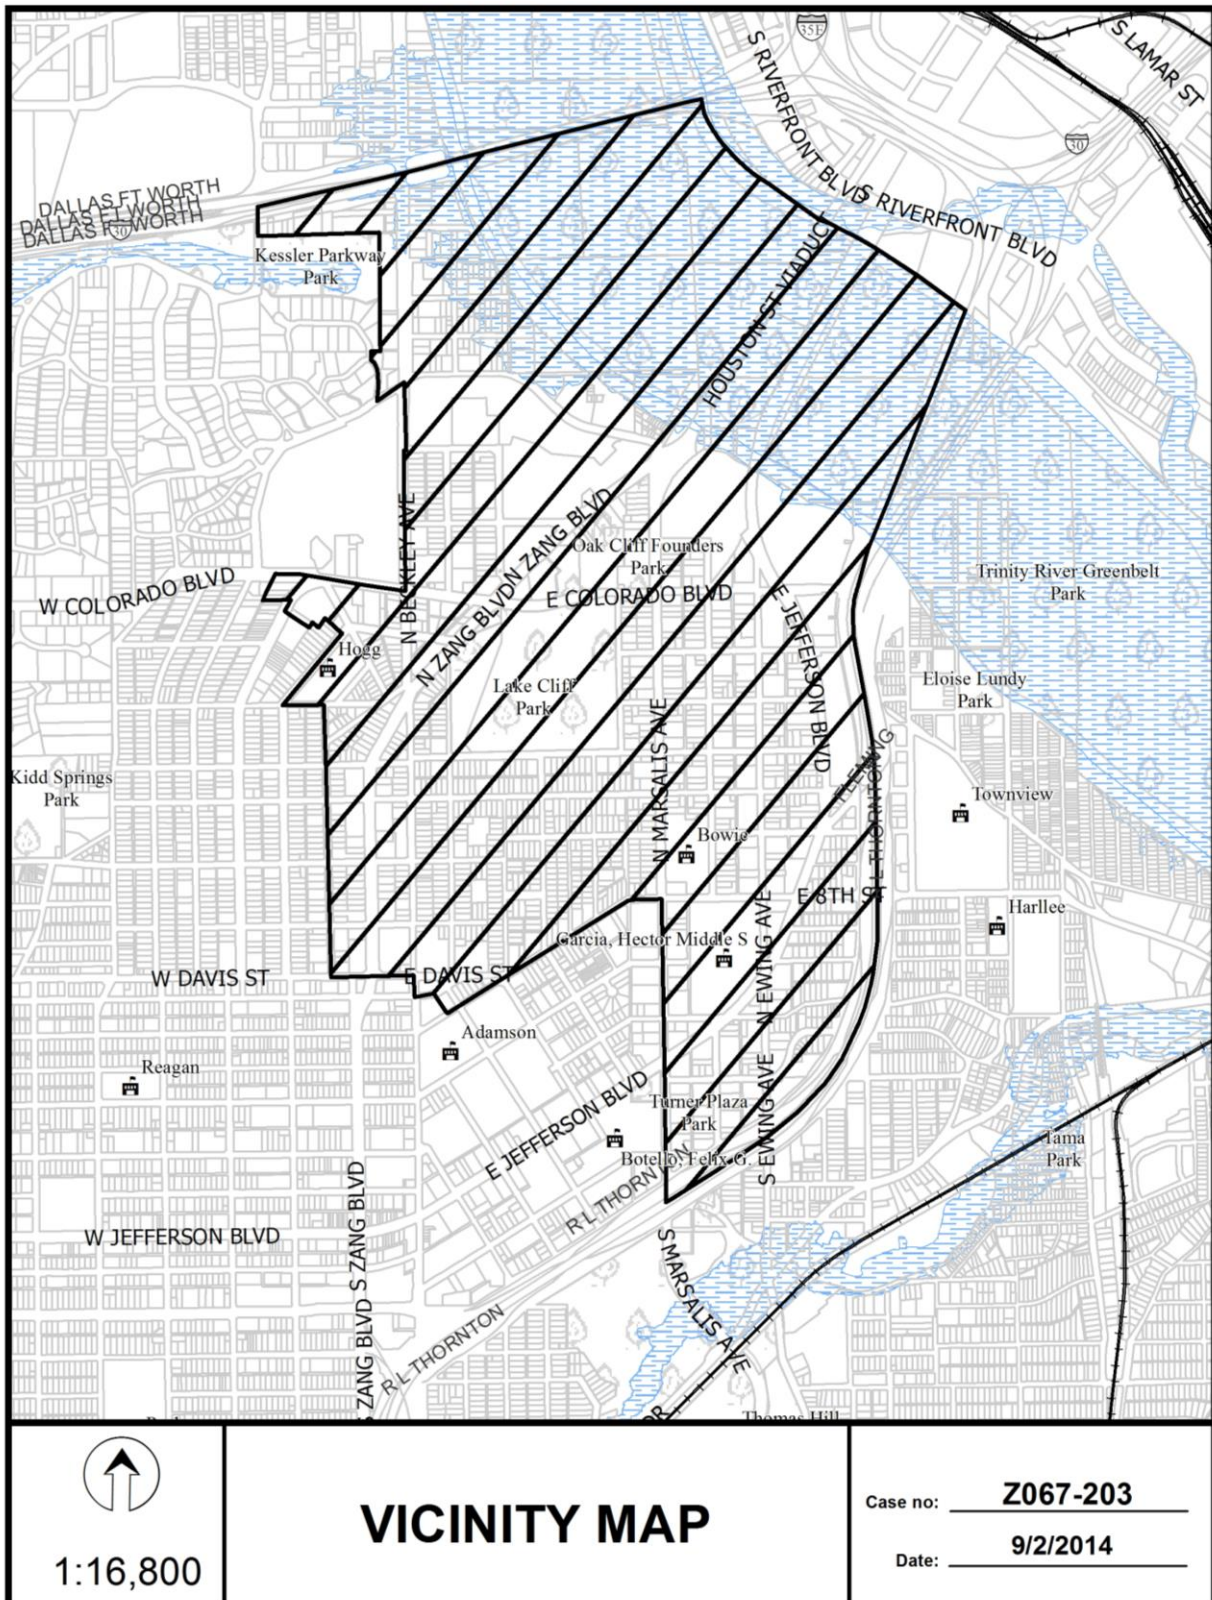 35E
S LAMAR ST
S RIVERFRONT BLVD
30
S RIVERFRONT BLVD
DALLAS FT WORTH
DALLAS FT WORTH
DALLAS FT WORTH
30
Kessler Parkway
Park
HOUSTON ST VIADUCT
N BECKLEY AVE
N ZANG BLVD
N ZANG BLVD
Oak Cliff Founders
Park
W COLORADO BLVD
E COLORADO BLVD
Trinity River Greenbelt
Park
E JEFFERSON BLVD
Hogg
Lake Cliff
Park
Eloise Lundy
Park
N MARSALIS AVE
FLEMING
Kidd Springs
Park
Townview
R L THORNTON
Bowie
E 8TH ST
Harllee
Garcia, Hector Middle S
N EWING AVE
W DAVIS ST
E DAVIS ST
Adamson
Reagan
S EWING AVE
E JEFFERSON BLVD
Turner Plaza
Park
Tama
Park
Botello, Felix G.
R L THORNTON
W JEFFERSON BLVD
S ZANG BLVD
S ZANG BLVD
S MARSALIS AVE
R L THORNTON
Thomas Hill
1:16,800
VICINITY MAP
Case no: Z067-203
Date: 9/2/2014